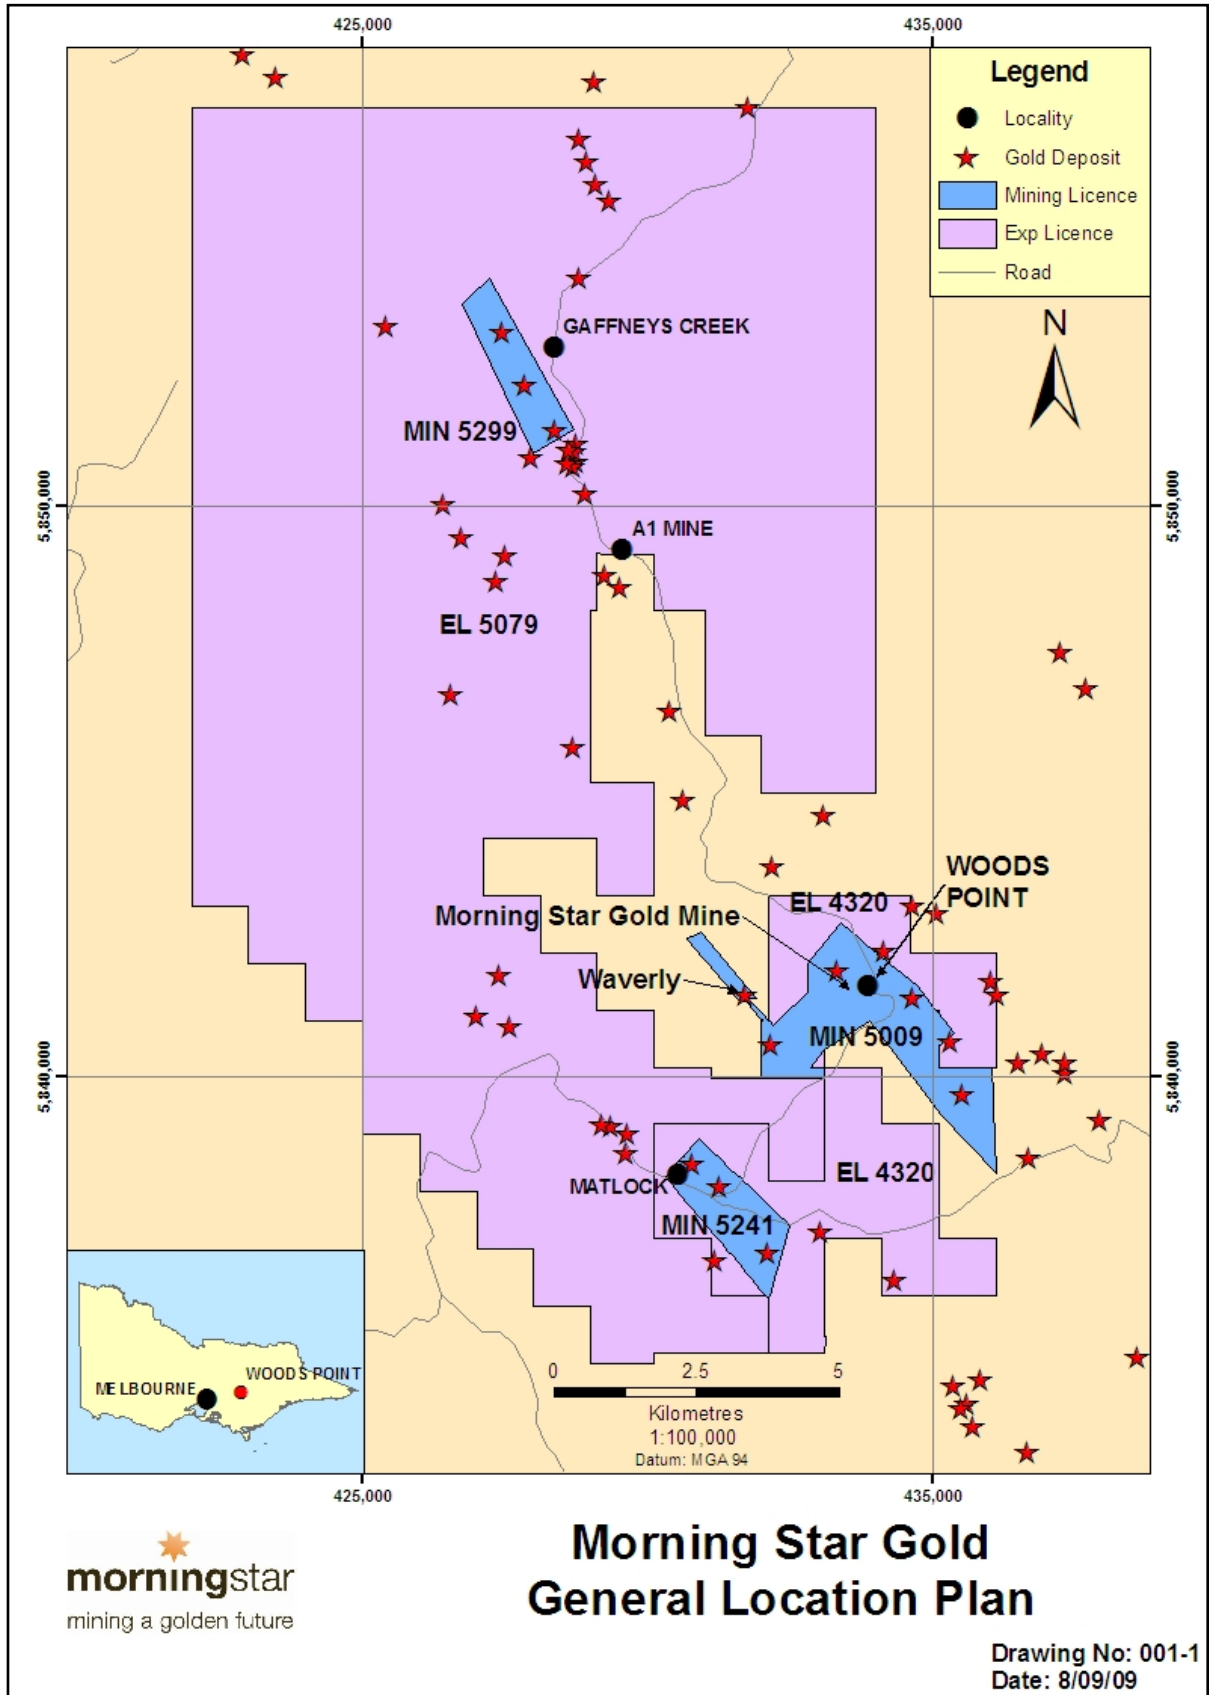 425,000
435,000
Legend
Locality
Gold Deposit
Mining Licence
Exp Licence
Road
N
GAFFNEYS CREEK
MIN 5299
5,850,000
5,850,000
A1 MINE
EL 5079
WOODS
POINT
EL 4320
Morning Star Gold Mine
Waverly
MIN 5009
5,840,000
5,840,000
EL 4320
MATLOCK
MIN 5241
WOODS POINT
MELBOURNE
0 2.5 5
Kilometres
1:100,000
Datum: MGA 94
425,000
435,000
morningstar
mining a golden future
Morning Star Gold
General Location Plan
Drawing No: 001-1
Date: 8/09/09